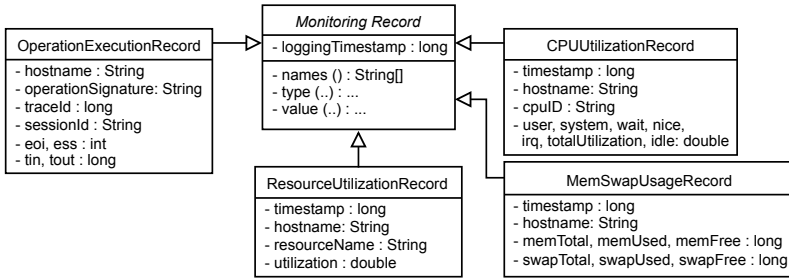 Monitoring Record
- loggingTimestamp : long
- names () : String[]
- type (..) : ...
- value (..) : ...
OperationExecutionRecord
- hostname : String
- operationSignature: String
- traceId : long
- sessionId : String
- eoi, ess : int
- tin, tout : long
CPUUtilizationRecord
- timestamp : long
- hostname: String
- cpuID : String
- user, system, wait, nice,
irq, totalUtilization, idle: double
ResourceUtilizationRecord
- timestamp : long
- hostname: String
- resourceName : String
- utilization : double
MemSwapUsageRecord
- timestamp : long
- hostname: String
- memTotal, memUsed, memFree : long
- swapTotal, swapUsed, swapFree : long